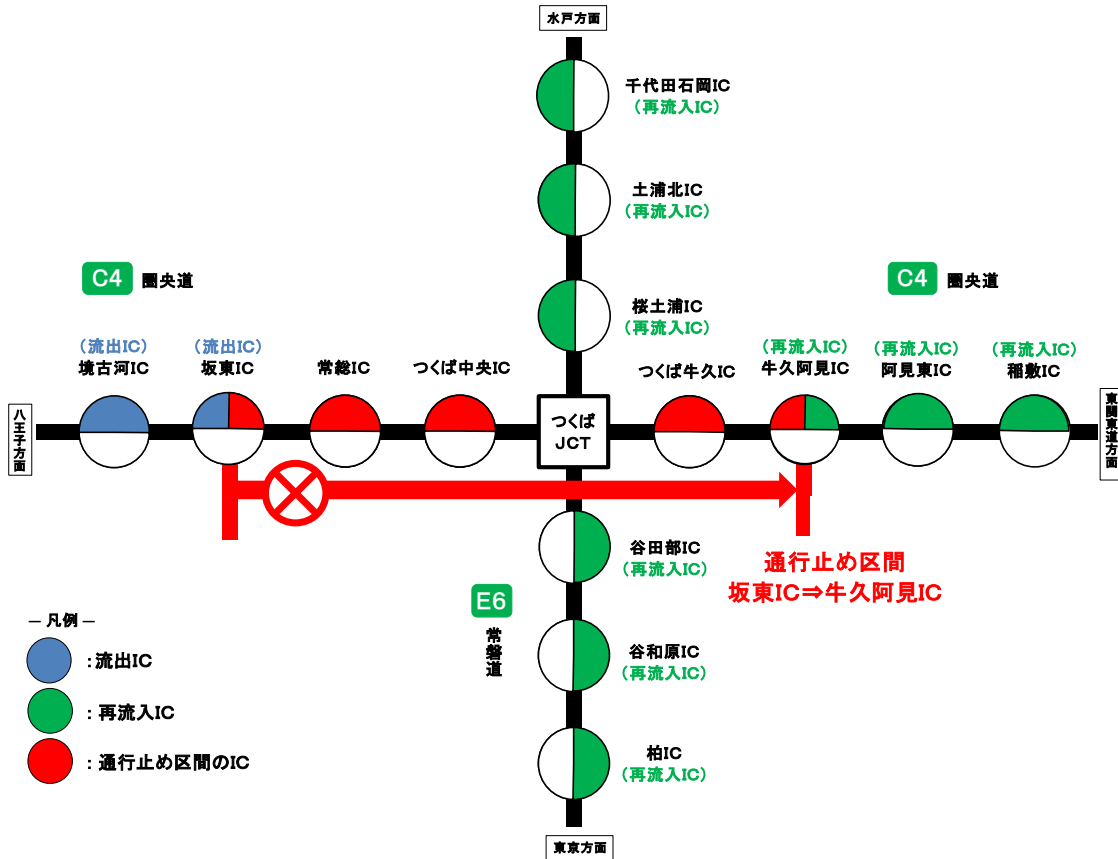 水戸方面
千代田石岡IC
(再流入IC)
土浦北IC
(再流入IC)
C4 圏央道
C4 圏央道
桜土浦IC
(再流入IC)
(流出IC)
境古河IC
(流出IC)
坂東IC
常総IC
つくば中央IC
つくば牛久IC
(再流入IC)
牛久阿見IC
(再流入IC)
阿見東IC
(再流入IC)
稲敷IC
八王子方面
つくば
JCT
東関東道方面
谷田部IC
(再流入IC)
通行止め区間
坂東IC⇒牛久阿見IC
E6
常磐道
谷和原IC
(再流入IC)
柏IC
(再流入IC)
東京方面
― 凡例 ―
:流出IC
:再流入IC
:通行止め区間のIC